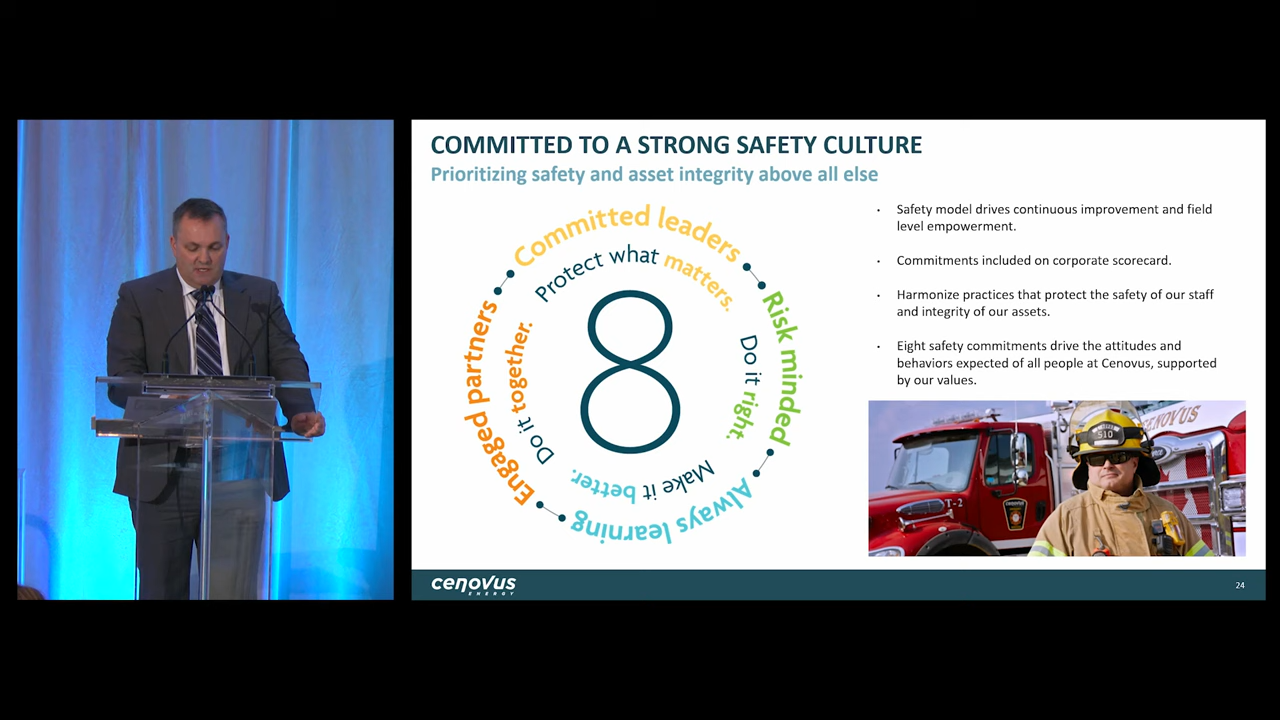 COMMITTED TO A STRONG SAFETY CULTURE
Prioritizing safety and asset integrity above all else
Committed leaders
Protect what matters.
Risk minded
Do it right.
Always learning
Make it better.
Engaged partners
Do it together.
8
• Safety model drives continuous improvement and field
level empowerment.
• Commitments included on corporate scorecard.
• Harmonize practices that protect the safety of our staff
and integrity of our assets.
• Eight safety commitments drive the attitudes and
behaviors expected of all people at Cenovus, supported
by our values.
CENOVUS
510
T-2
cenovus
ENERGY
24